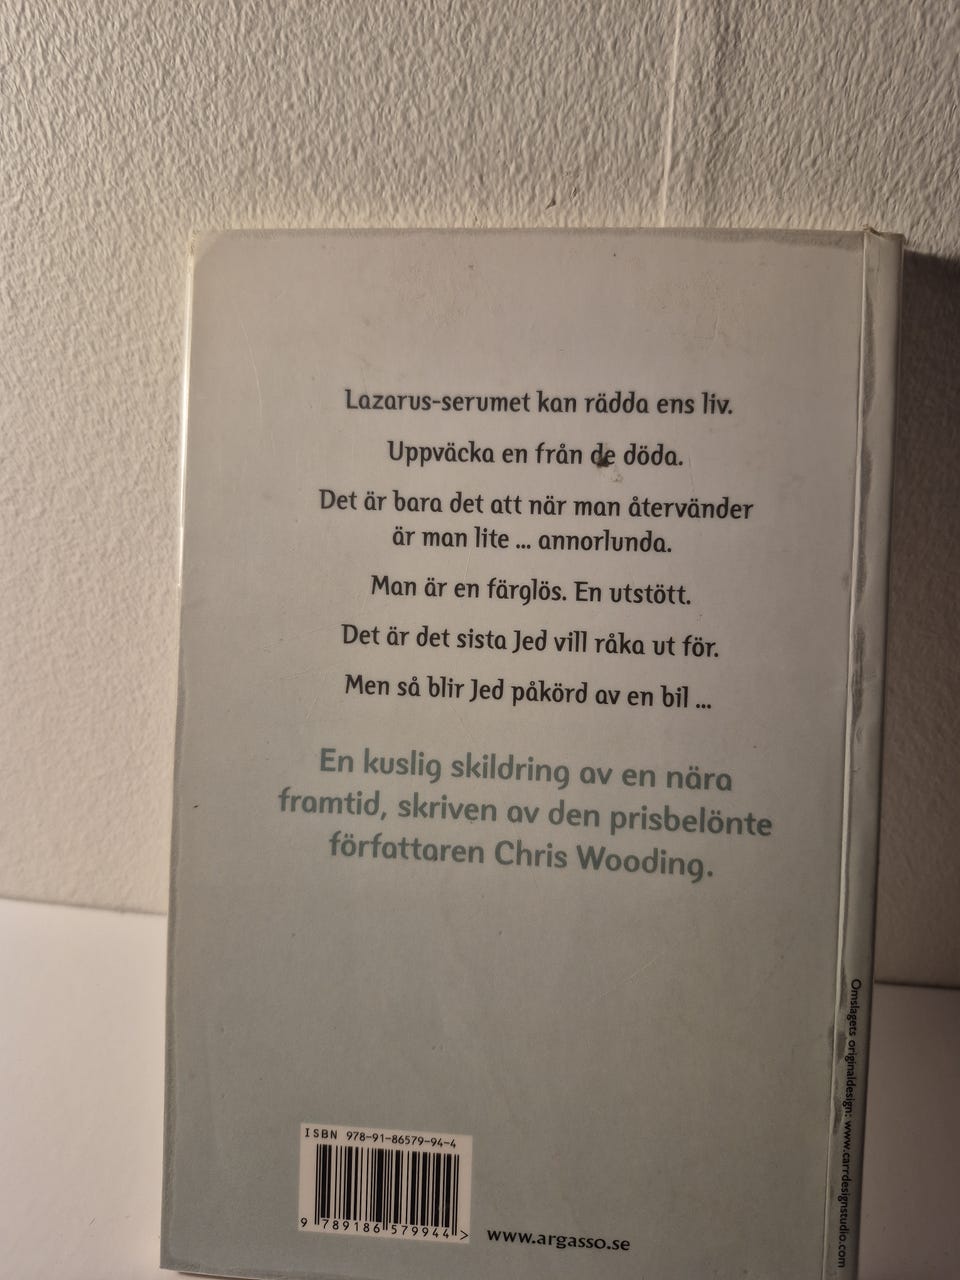 Lazarus-serumet kan rädda ens liv.
Uppväcka en från de döda.
Det är bara det att när man återvänder
är man lite ... annorlunda.
Man är en färglös. En utstött.
Det är det sista Jed vill råka ut för.
Men så blir Jed påkörd av en bil ...
En kuslig skildring av en nära
framtid, skriven av den prisbelönte
författaren Chris Wooding.
Omslagets originaldesign: www.carrdesignstudio.com
ISBN 978-91-86579-94-4
9 789186 579944 >
www.argasso.se